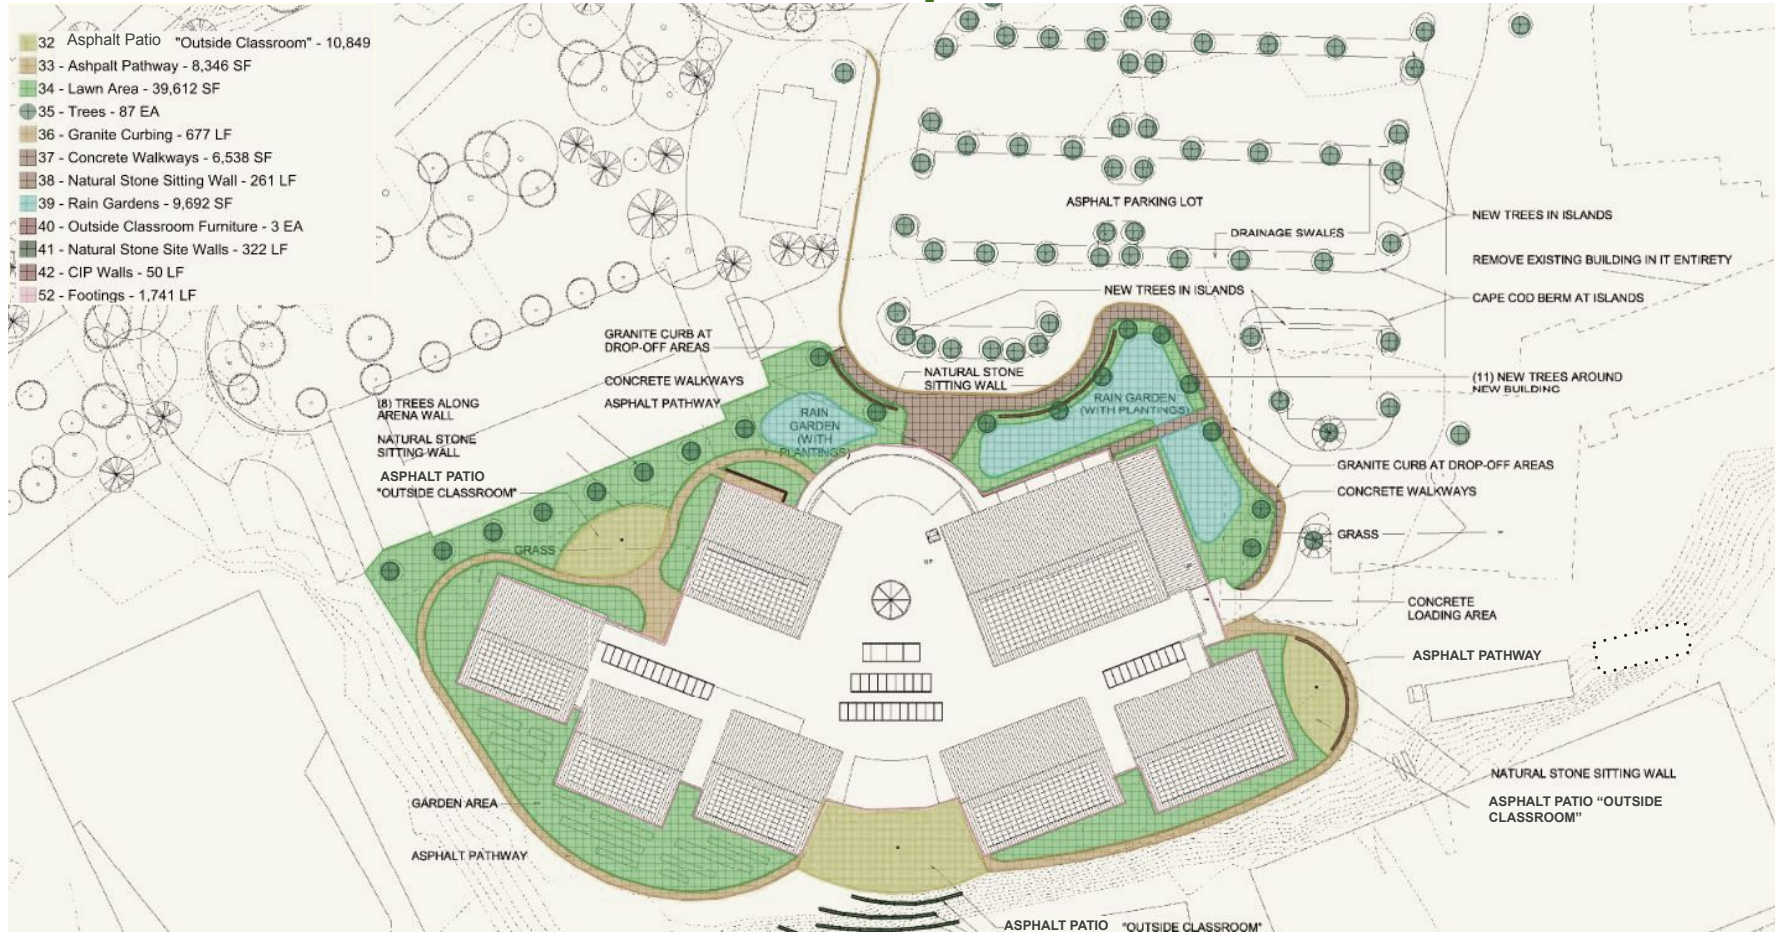 32 Asphalt Patio "Outside Classroom" - 10,849
33 - Ashpalt Pathway - 8,346 SF
34 - Lawn Area - 39,612 SF
35 - Trees - 87 EA
36 - Granite Curbing - 677 LF
37 - Concrete Walkways - 6,538 SF
38 - Natural Stone Sitting Wall - 261 LF
39 - Rain Gardens - 9,692 SF
40 - Outside Classroom Furniture - 3 EA
41 - Natural Stone Site Walls - 322 LF
42 - CIP Walls - 50 LF
52 - Footings - 1,741 LF
ASPHALT PARKING LOT
DRAINAGE SWALES
NEW TREES IN ISLANDS
REMOVE EXISTING BUILDING IN IT ENTIRETY
NEW TREES IN ISLANDS
CAPE COD BERM AT ISLANDS
GRANITE CURB AT
DROP-OFF AREAS
CONCRETE WALKWAYS
ASPHALT PATHWAY
NATURAL STONE
SITTING WALL
(11) NEW TREES AROUND
NEW BUILDING
(8) TREES ALONG
ARENA WALL
NATURAL STONE
SITTING WALL
ASPHALT PATIO
"OUTSIDE CLASSROOM"
RAIN
GARDEN
(WITH
PLANTINGS)
RAIN GARDEN
(WITH PLANTINGS)
GRANITE CURB AT DROP-OFF AREAS
CONCRETE WALKWAYS
GRASS
GRASS
UP
UP
CONCRETE
LOADING AREA
ASPHALT PATHWAY
NATURAL STONE SITTING WALL
ASPHALT PATIO “OUTSIDE
CLASSROOM”
GARDEN AREA
ASPHALT PATHWAY
ASPHALT PATIO "OUTSIDE CLASSROOM"